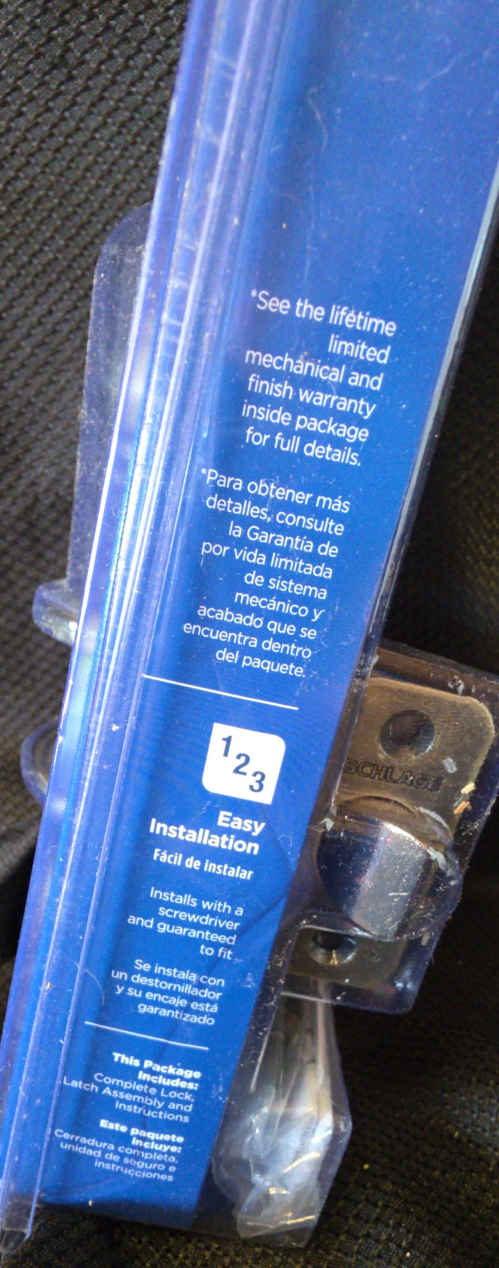 *See the lifetime
limited
mechanical and
finish warranty
inside package
for full details.
*Para obtener más
detalles, consulte
la Garantía de
por vida limitada
de sistema
mecánico y
acabado que se
encuentra dentro
del paquete.
1
2
3
Easy
Installation
Fácil de instalar
Installs with a
screwdriver
and guaranteed
to fit
Se instala con
un destornillador
y su encaje está
garantizado
This Package
Includes:
Complete Lock,
Latch Assembly and
Instructions
Este paquete
incluye:
Cerradura completa,
unidad de seguro e
instrucciones
SCHLAGE